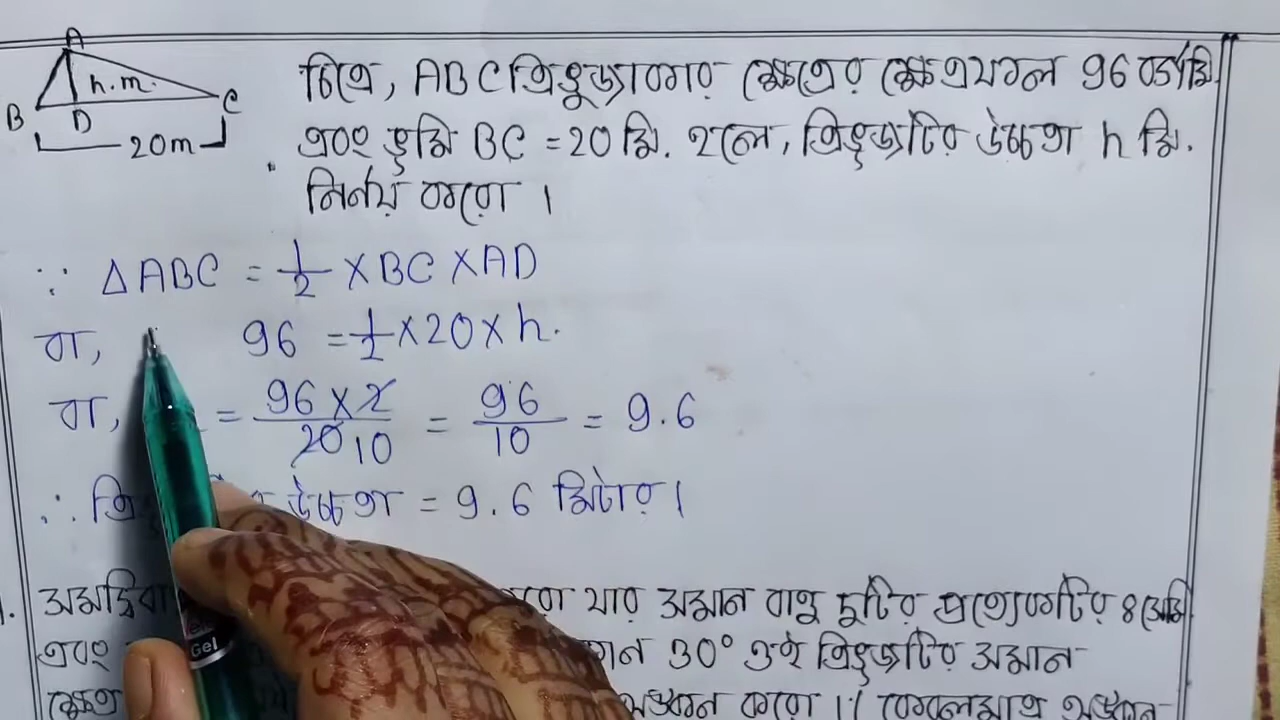 A
h.m.
B D C
20m
চিত্রে, ABC ত্রিভুজাকার ক্ষেত্রের ক্ষেত্রফল 96 বর্গমি.
এবং ভূমি BC = 20 মি. হলে, ত্রিভুজটির উচ্চতা h মি.
নির্ণয় করো ।
∵ △ABC = 1/2 × BC × AD
বা, 96 = 1/2 × 20 × h.
বা, = 96 × 2 / 20 10 = 96 / 10 = 9.6
∴ উচ্চতা = 9.6 মিটার ।
যার সমান বাহু দুটির প্রত্যেকটির 8 সেমি
এবং 30° ওই ত্রিভুজটির সমান
অঙ্কন করো ।। কেবলমাত্র অঙ্কন
Gel